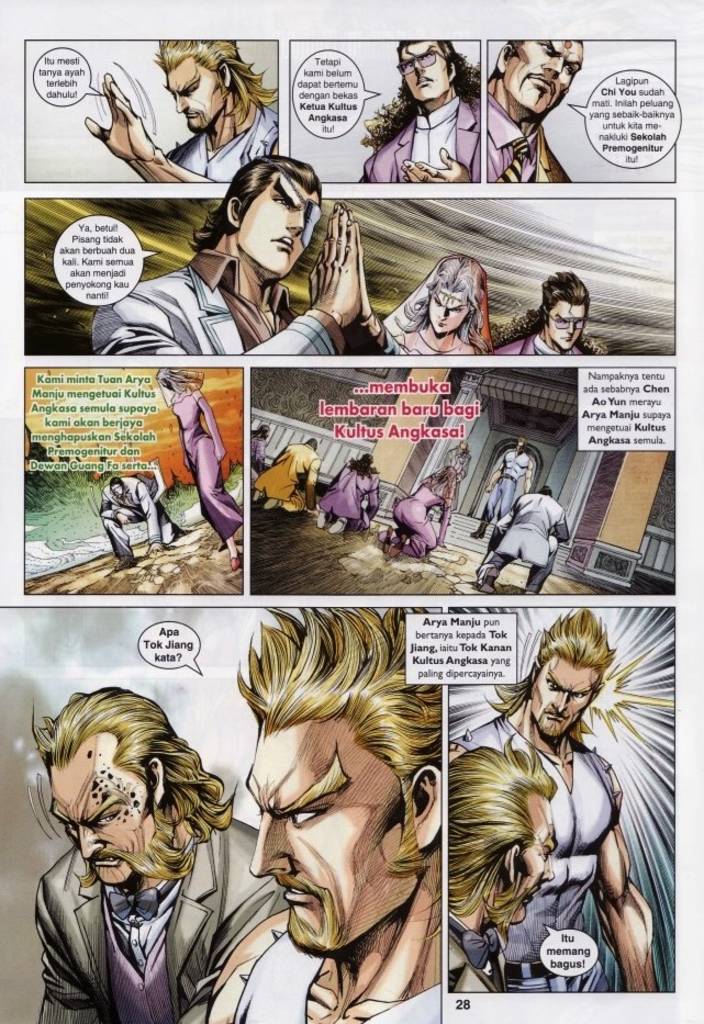 Itu mesti
tanya ayah
terlebih
dahulu!
Tetapi
kami belum
dapat bertemu
dengan bekas
Ketua Kultus
Angkasa
itu!
Lagipun
Chi You sudah
mati. Inilah peluang
yang sebaik-baiknya
untuk kita me-
nakluk Sekolah
Premogenitur
itu!
Ya, betul!
Pisang tidak
akan berbuah dua
kali. Kami semua
akan menjadi
penyokong kau
nanti!
Kami minta Tuan Arya
Manju mengetuai Kultus
Angkasa semula supaya
kami akan berjaya
menghapuskan Sekolah
Premogenitur dan
Dewan Guang Fa serta...
...membuka
lembaran baru bagi
Kultus Angkasa!
Nampaknya tentu
ada sebabnya Chen
Ao Yun merayu
Arya Manju supaya
mengetuai Kultus
Angkasa semula.
Apa
Tok Jiang
kata?
Arya Manju pun
bertanya kepada Tok
Jiang, iaitu Tok Kanan
Kultus Angkasa yang
paling dipercayainya.
Itu
memang
bagus!
28